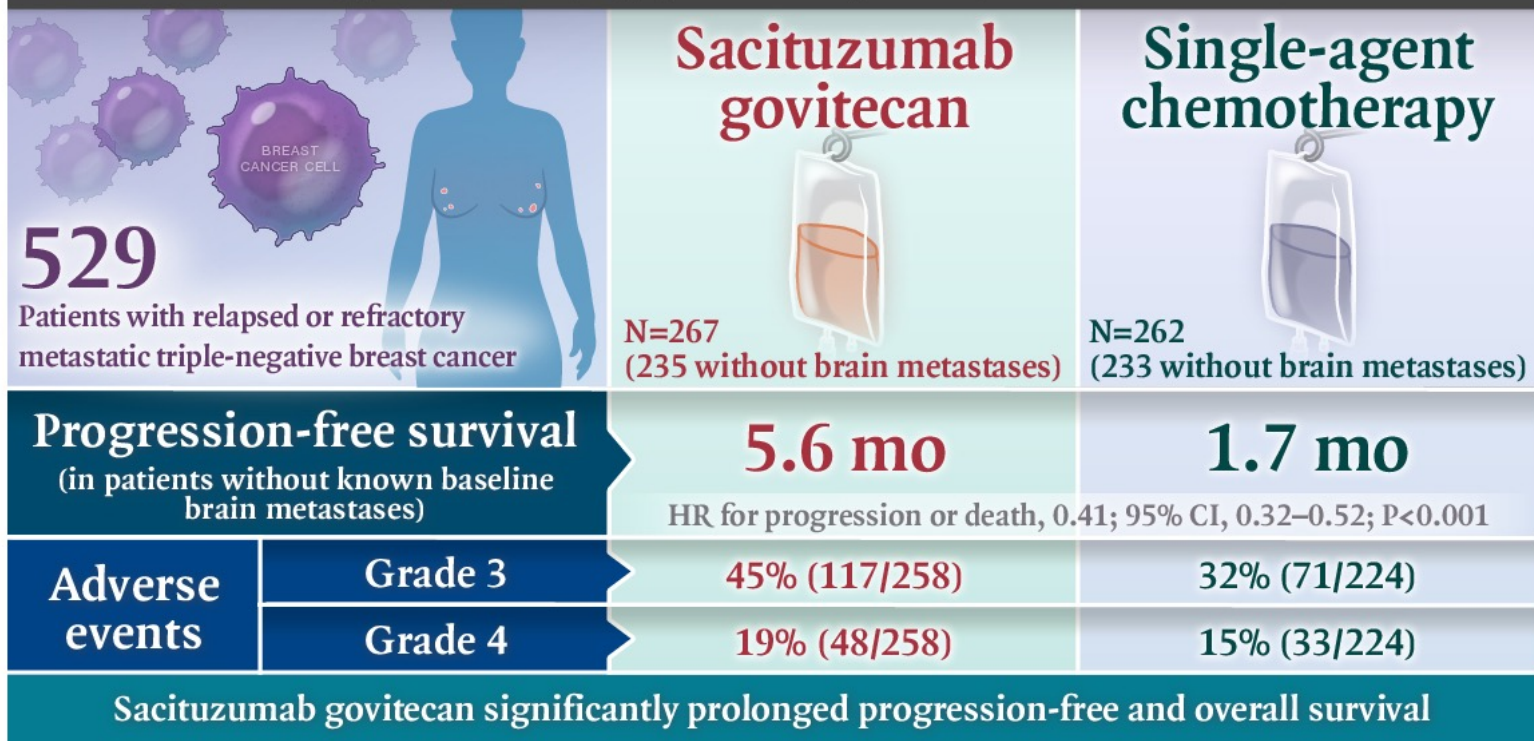 BREAST
CANCER CELL
529
Patients with relapsed or refractory
metastatic triple-negative breast cancer
Sacituzumab
govitecan
N=267
(235 without brain metastases)
Single-agent
chemotherapy
N=262
(233 without brain metastases)
Progression-free survival
(in patients without known baseline
brain metastases)
5.6 mo
1.7 mo
HR for progression or death, 0.41; 95% CI, 0.32–0.52; P<0.001
Adverse
events
Grade 3
45% (117/258)
32% (71/224)
Grade 4
19% (48/258)
15% (33/224)
Sacituzumab govitecan significantly prolonged progression-free and overall survival